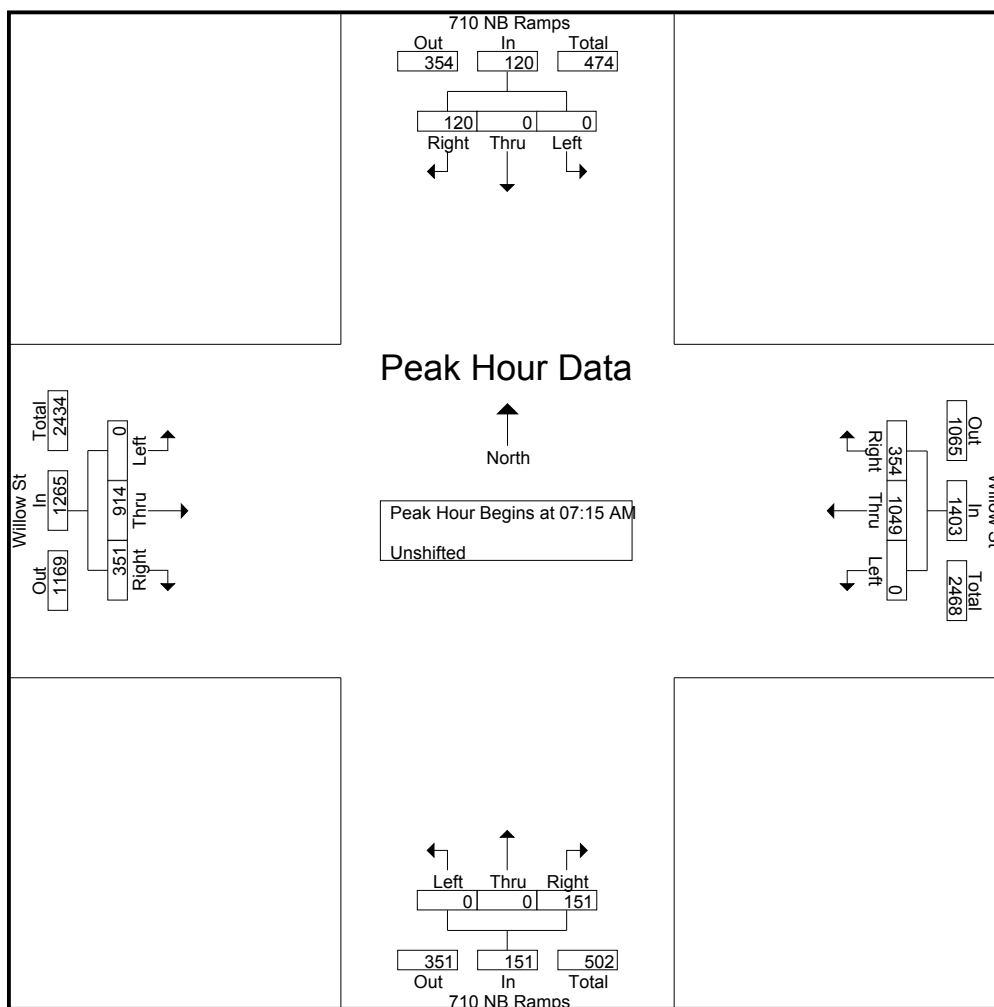 710 NB Ramps
Out In Total
354 120 474
120 0 0
Right Thru Left
Peak Hour Data
North
Peak Hour Begins at 07:15 AM
Unshifted
Willow St
Total In Out
2434 1265 1169
0 914 351
Left Thru Right
Willow St
Out In Total
1065 1403 2468
354 1049 0
Right Thru Left
Left Thru Right
0 0 151
351 151 502
Out In Total
710 NB Ramps